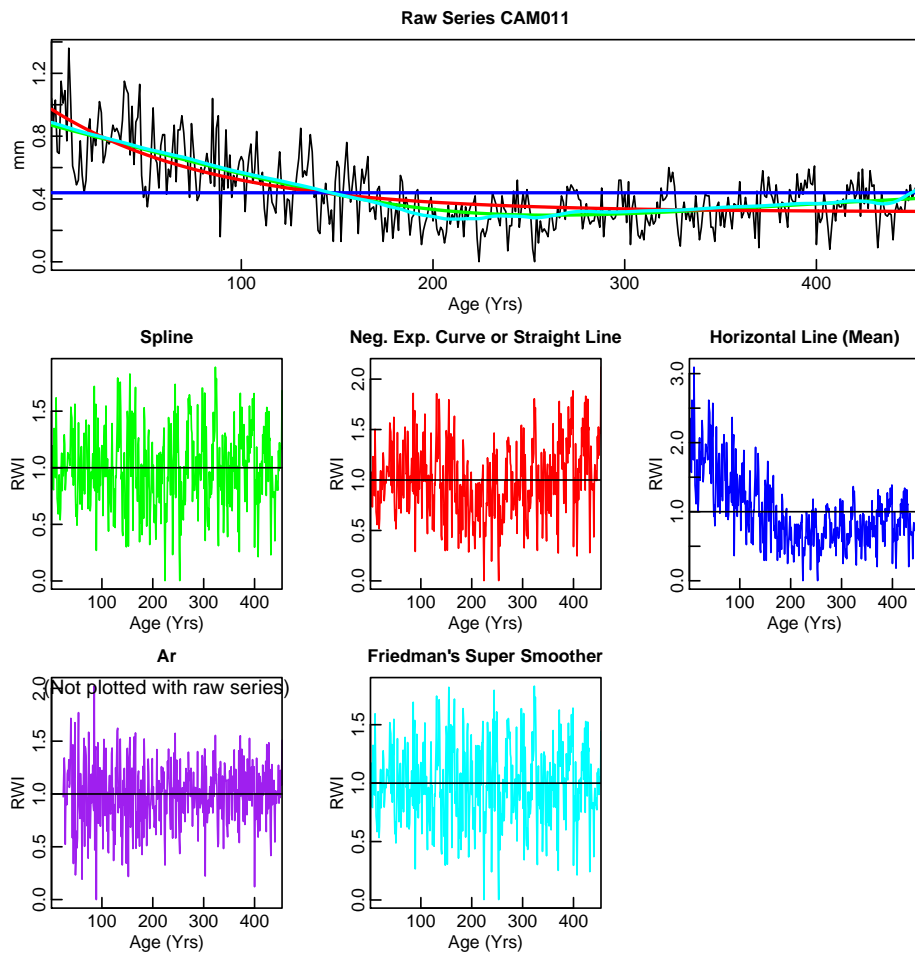 Raw Series CAM011
mm
0.0 0.4 0.8 1.2
100 200 300 400
Age (Yrs)
Spline
RWI
0.0 0.5 1.0 1.5
100 200 300 400
Age (Yrs)
Neg. Exp. Curve or Straight Line
RWI
0.0 0.5 1.0 1.5 2.0
100 200 300 400
Age (Yrs)
Horizontal Line (Mean)
RWI
0.0 1.0 2.0 3.0
100 200 300 400
Age (Yrs)
Ar
(Not plotted with raw series)
RWI
0.0 0.5 1.0 1.5 2.0
100 200 300 400
Age (Yrs)
Friedman's Super Smoother
RWI
0.0 0.5 1.0 1.5
100 200 300 400
Age (Yrs)